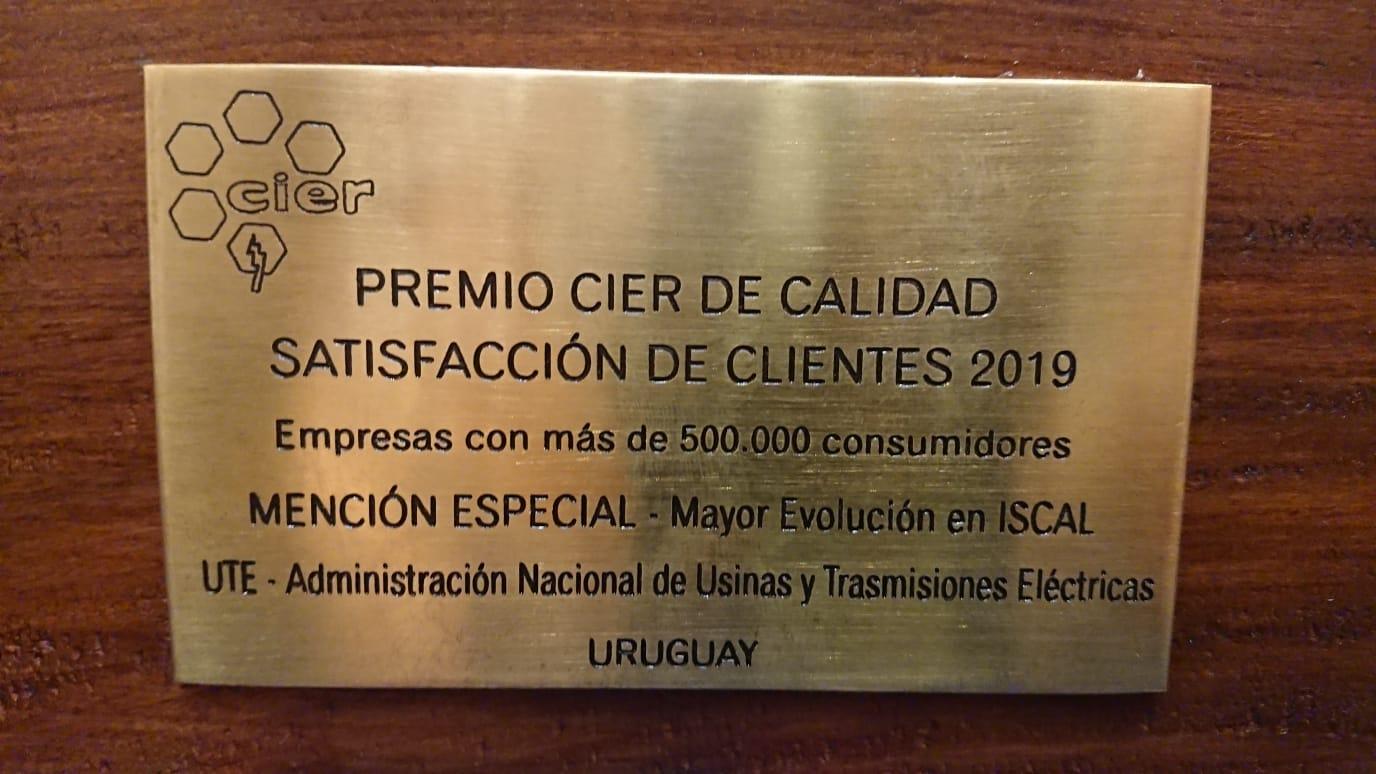 cier
PREMIO CIER DE CALIDAD
SATISFACCIÓN DE CLIENTES 2019
Empresas con más de 500.000 consumidores
MENCIÓN ESPECIAL - Mayor Evolución en ISCAL
UTE - Administración Nacional de Usinas y Trasmisiones Eléctricas
URUGUAY